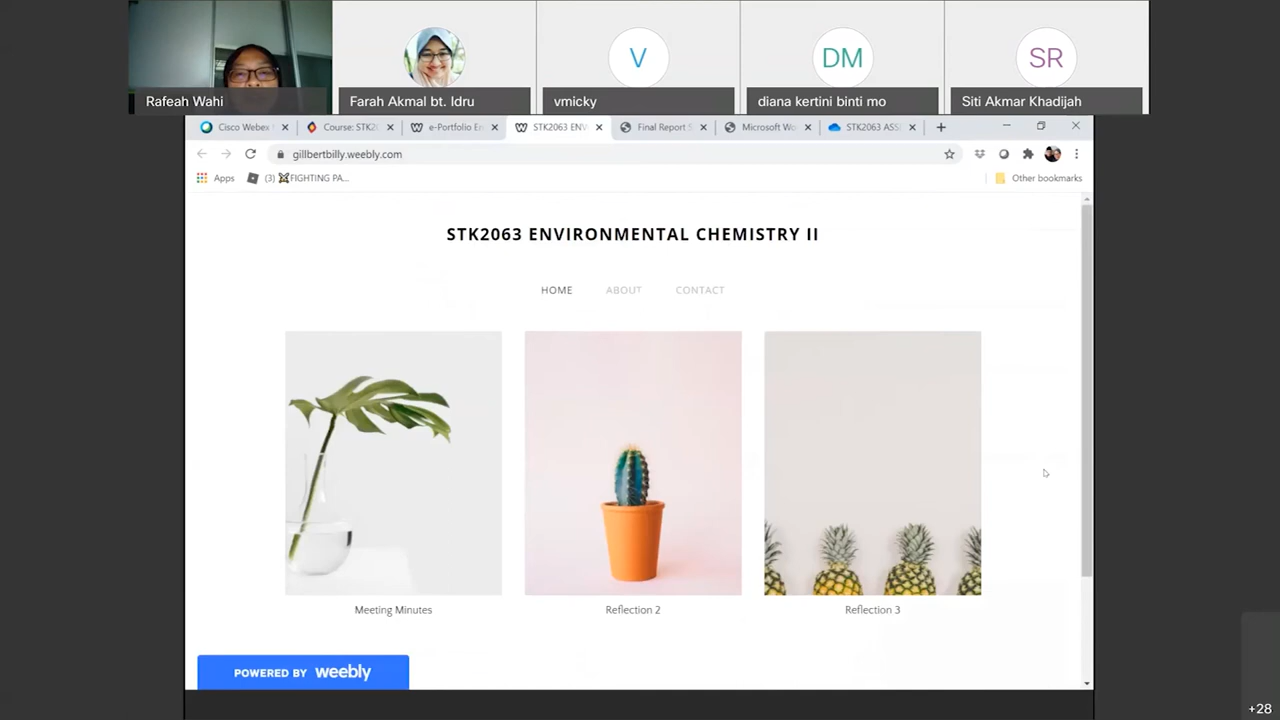 V
DM
SR
Rafeah Wahi
Farah Akmal bt. Idru
vmicky
diana kertini binti mo
Siti Akmar Khadijah
Cisco Webex
Course: STK2
e-Portfolio En
STK2063 ENV
Final Report S
Microsoft Wo
STK2063 ASS
gillbertbilly.weebly.com
Apps
(3) FIGHTING PA...
Other bookmarks
STK2063 ENVIRONMENTAL CHEMISTRY II
HOME
ABOUT
CONTACT
Meeting Minutes
Reflection 2
Reflection 3
POWERED BY weebly
+28